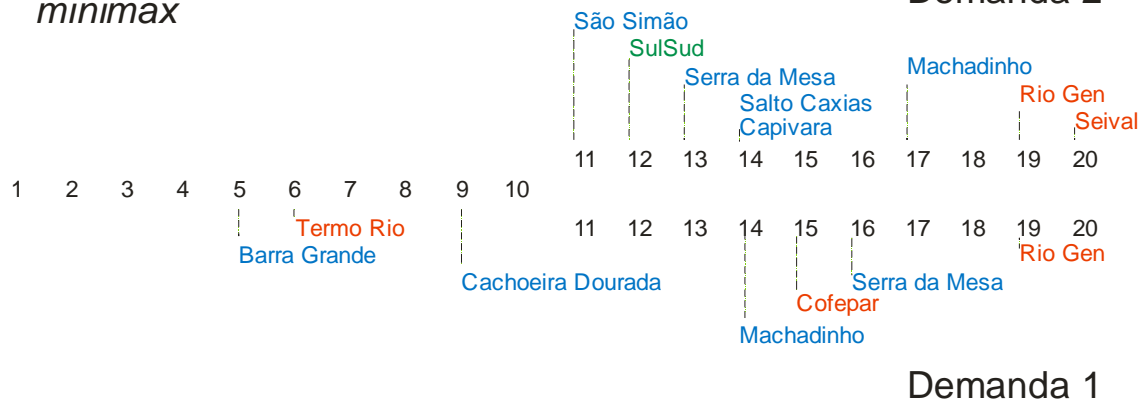 minimax
Demanda 2
São Simão
SulSud
Serra da Mesa
Machadinho
Salto Caxias
Rio Gen
Capivara
Seival
11 12 13 14 15 16 17 18 19 20
1 2 3 4 5 6 7 8 9 10
Termo Rio
11 12 13 14 15 16 17 18 19 20
Barra Grande
Rio Gen
Cachoeira Dourada
Serra da Mesa
Cofepar
Machadinho
Demanda 1